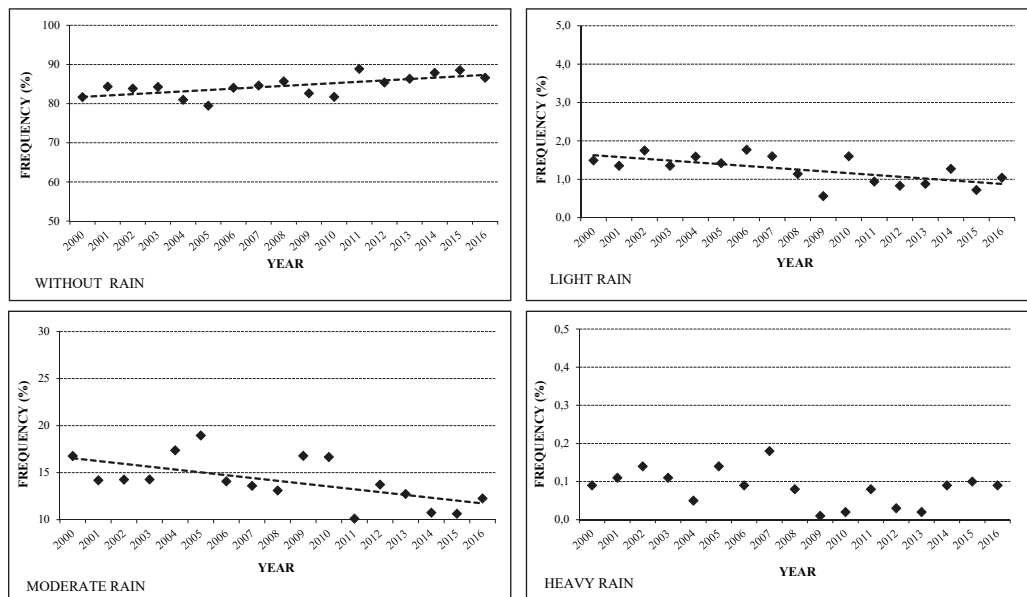 FREQUENCY (%)
100
90
80
70
60
50
2000 2001 2002 2003 2004 2005 2006 2007 2008 2009 2010 2011 2012 2013 2014 2015 2016
YEAR
WITHOUT RAIN
FREQUENCY (%)
5,0
4,0
3,0
2,0
1,0
0,0
2000 2001 2002 2003 2004 2005 2006 2007 2008 2009 2010 2011 2012 2013 2014 2015 2016
YEAR
LIGHT RAIN
FREQUENCY (%)
30
25
20
15
10
2000 2001 2002 2003 2004 2005 2006 2007 2008 2009 2010 2011 2012 2013 2014 2015 2016
YEAR
MODERATE RAIN
FREQUENCY (%)
0,5
0,4
0,3
0,2
0,1
0,0
2000 2001 2002 2003 2004 2005 2006 2007 2008 2009 2010 2011 2012 2013 2014 2015 2016
YEAR
HEAVY RAIN